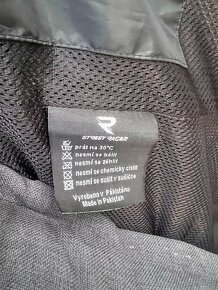 STREET RACER
prát na 30°C
nesmí se bělit
nesmí se žehlit
nesmí se chemicky čistit
nesmí se sušit v sušičce
Vyrobeno v Pákistánu
Made in Pakistan